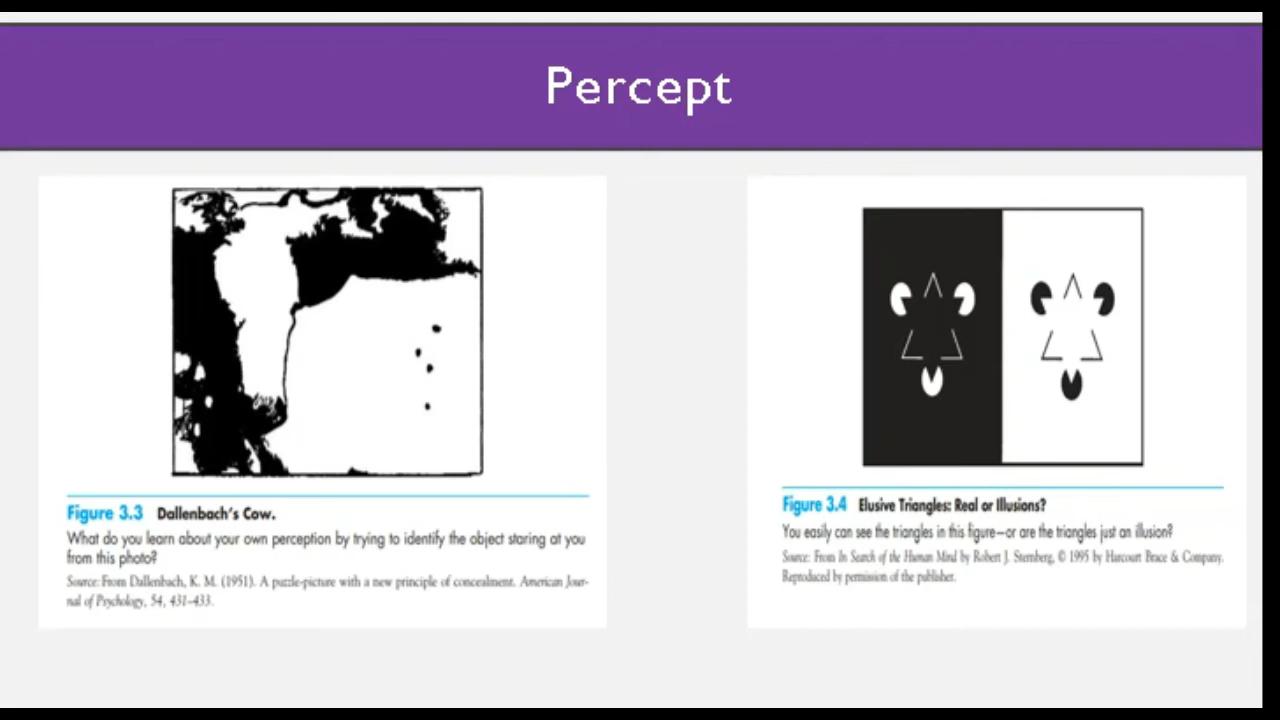 Percept
Figure 3.3 Dallenbach's Cow.
What do you learn about your own perception by trying to identify the object staring at you
from this photo?
Source: From Dallenbach, K. M. (1951). A puzzle-picture with a new principle of concealment. American Jour-
nal of Psychology, 54, 431–433.
Figure 3.4 Elusive Triangles: Real or Illusions?
You easily can see the triangles in this figure—or are the triangles just an illusion?
Source: From In Search of the Human Mind by Robert J. Sternberg, © 1995 by Harcourt Brace & Company.
Reproduced by permission of the publisher.